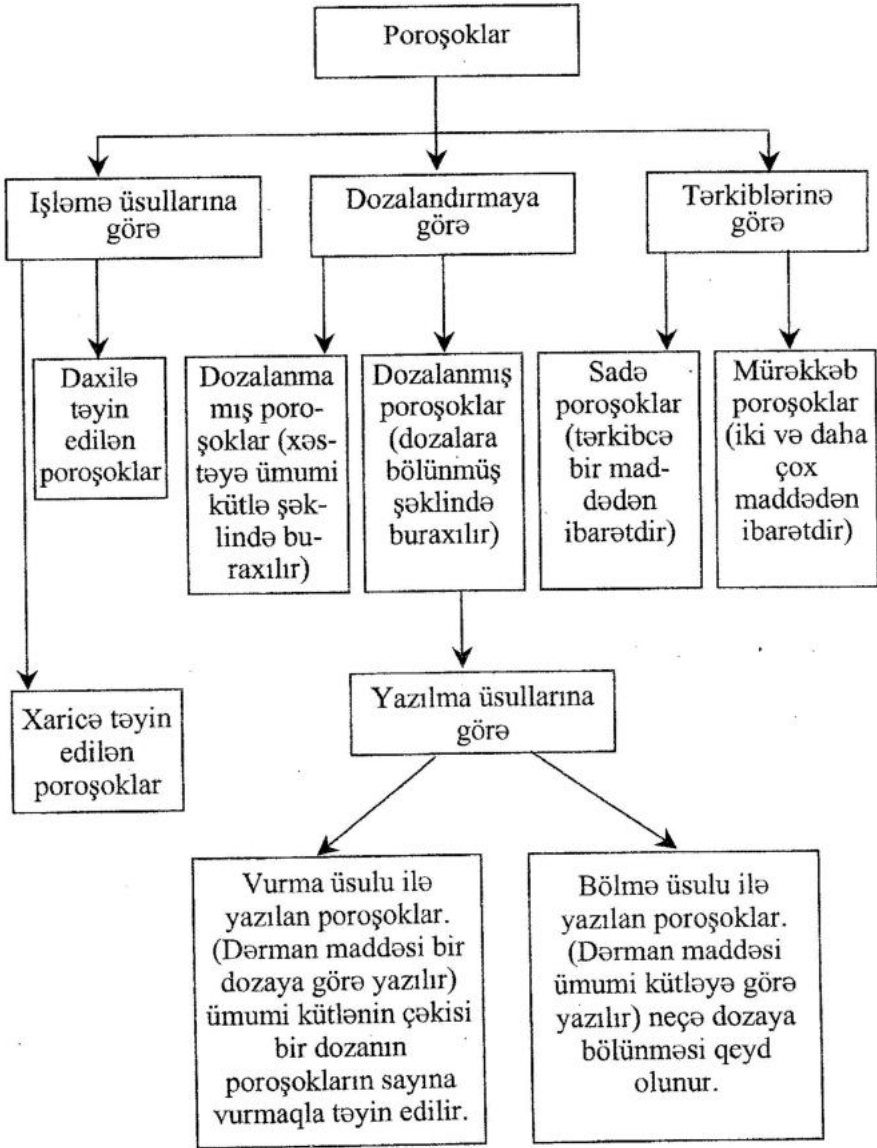 Poroşoklar
Işləmə üsullarına
görə
Dozalandırmaya
görə
Tərkiblərinə
görə
Daxilə
təyin
edilən
poroşoklar
Dozalanma
mış poro-
şoklar (xəs-
təyə ümumi
kütlə şək-
lində bu-
raxılır)
Dozalanmış
poroşoklar
(dozalara
bölünmüş
şəklində
buraxılır)
Sadə
poroşoklar
(tərkibcə
bir mad-
dədən
ibarətdir)
Mürəkkəb
poroşoklar
(iki və daha
çox
maddədən
ibarətdir)
Xaricə təyin
edilən
poroşoklar
Yazılma üsullarına
görə
Vurma üsulu ilə
yazılan poroşoklar.
(Dərman maddəsi bir
dozaya görə yazılır)
ümumi kütlənin çəkisi
bir dozanın
poroşokların sayına
vurmaqla təyin edilir.
Bölmə üsulu ilə
yazılan poroşoklar.
(Dərman maddəsi
ümumi kütləyə görə
yazılır) neçə dozaya
bölünməsi qeyd
olunur.